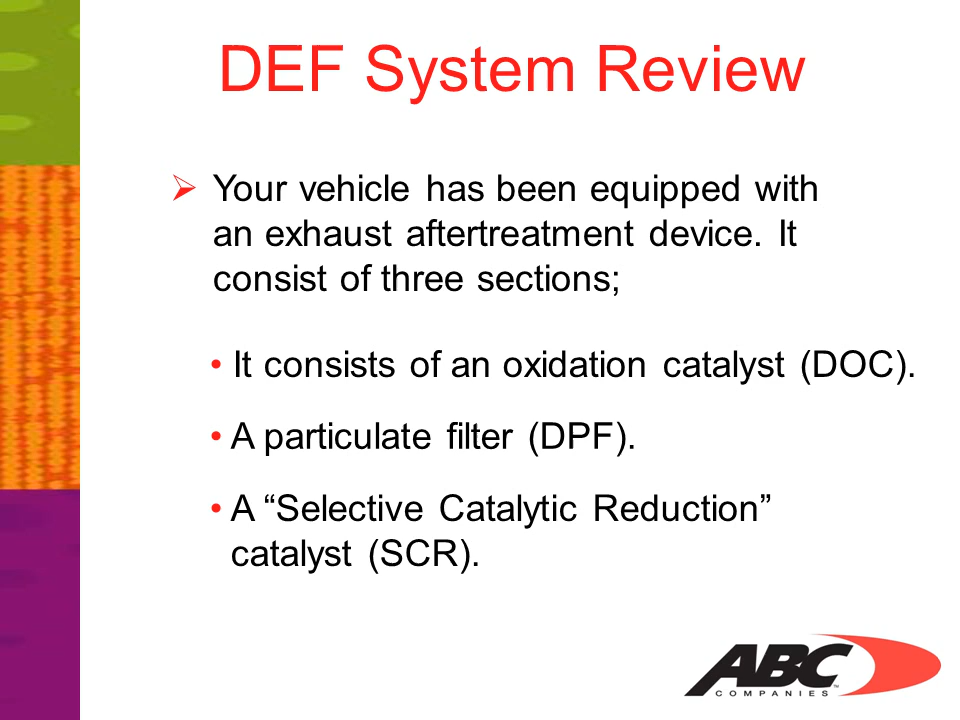 DEF System Review
➢ Your vehicle has been equipped with
an exhaust aftertreatment device. It
consist of three sections;
• It consists of an oxidation catalyst (DOC).
• A particulate filter (DPF).
• A “Selective Catalytic Reduction”
catalyst (SCR).
ABC
COMPANIES™